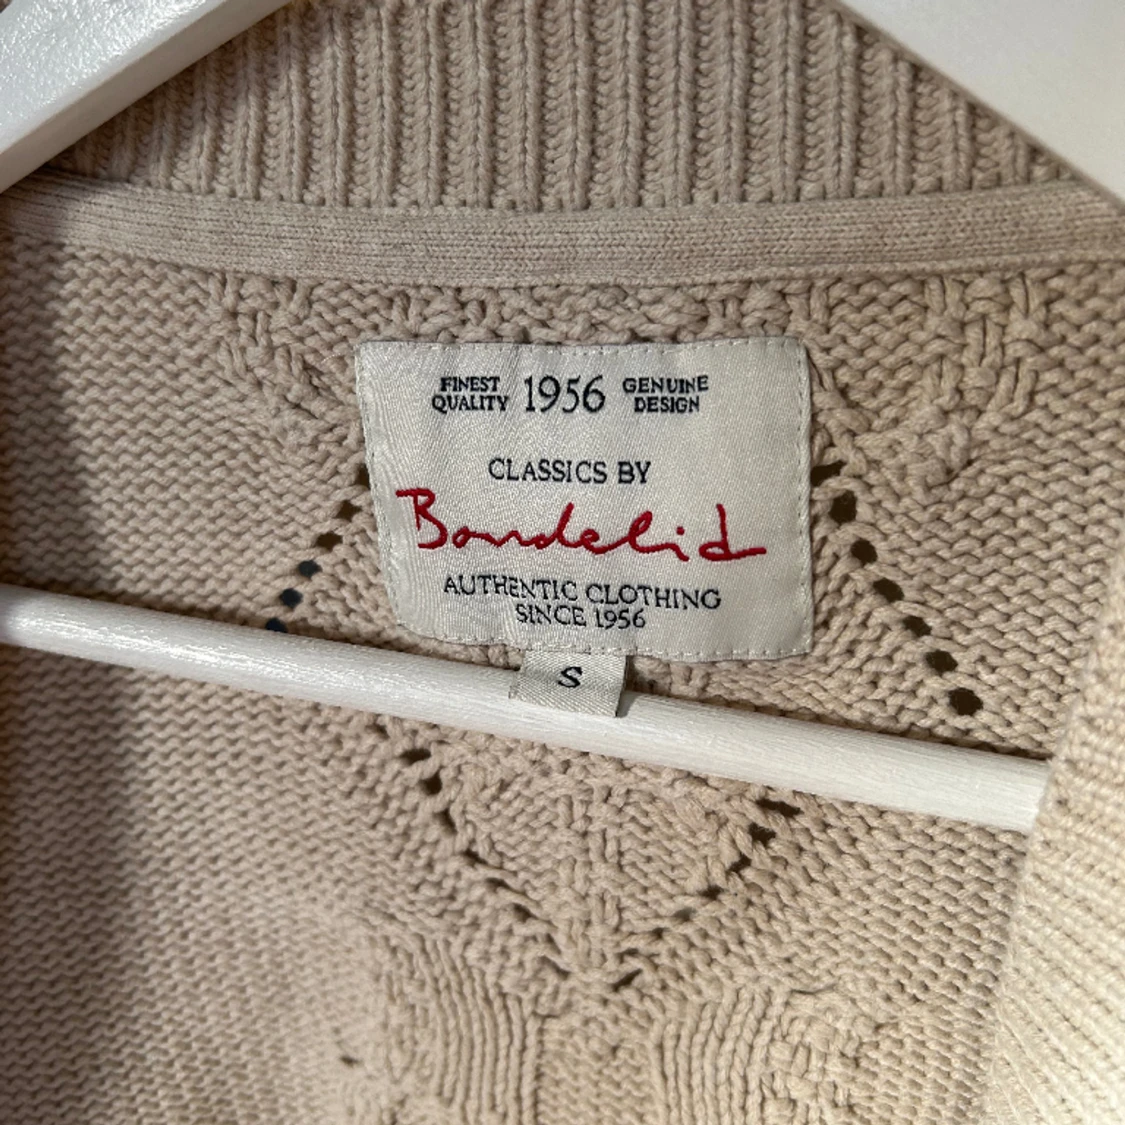 FINEST QUALITY 1956 GENUINE DESIGN
CLASSICS BY
Bondelid
AUTHENTIC CLOTHING
SINCE 1956
S